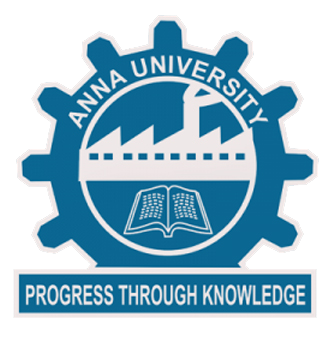 ANNA UNIVERSITY
PROGRESS THROUGH KNOWLEDGE